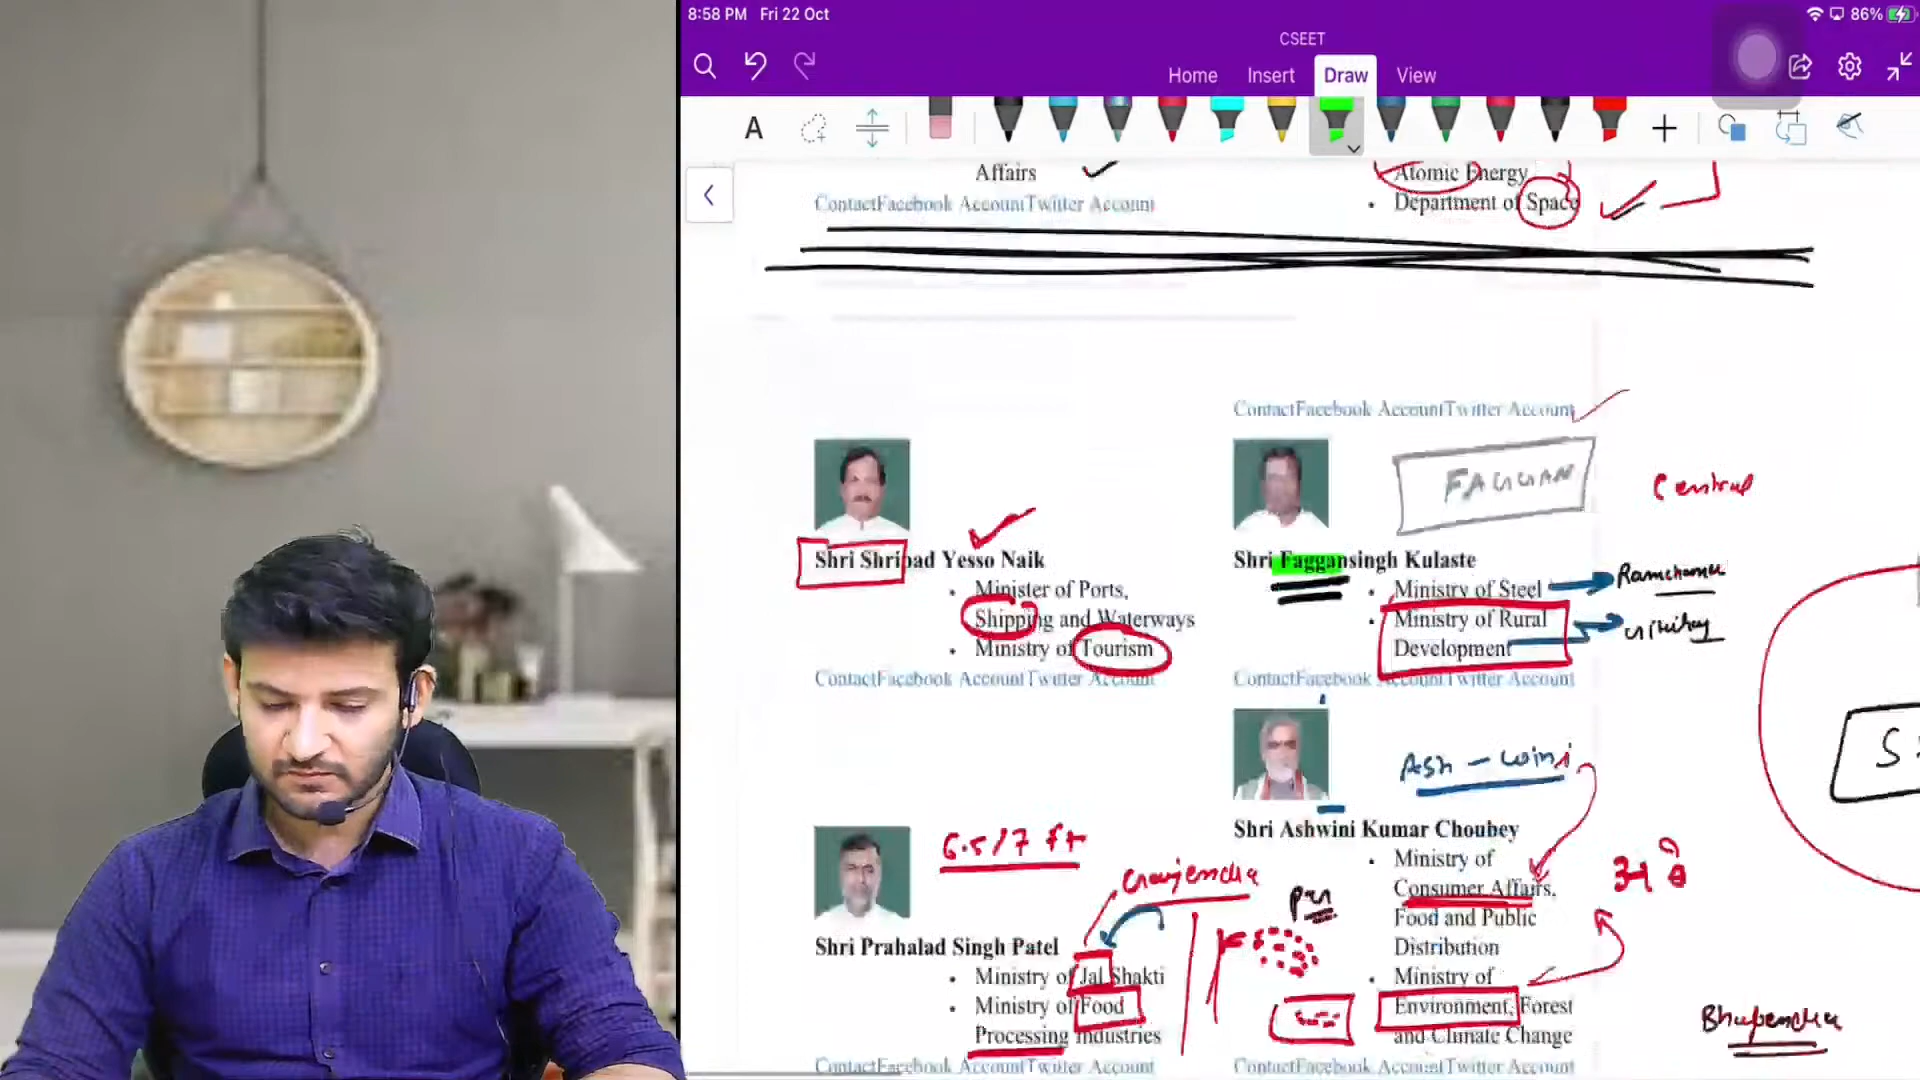 8:58 PM Fri 22 Oct
86%
CSEET
Home Insert Draw View
A
Affairs
ContactFacebook AccountTwitter Account
Atomic Energy
• Department of Space
ContactFacebook AccountTwitter Account
FAGGAN
Central
Shri Shripad Yesso Naik
• Minister of Ports,
Shipping and Waterways
• Ministry of Tourism
ContactFacebook AccountTwitter Account
Shri Faggansingh Kulaste
• Ministry of Steel
• Ministry of Rural
Development
ContactFacebook AccountTwitter Account
Ash - wini
Shri Ashwini Kumar Choubey
• Ministry of
Consumer Affairs,
Food and Public
Distribution
• Ministry of
Environment, Forest
and Climate Change
ContactFacebook AccountTwitter Account
6.5/7 ft
Gajendra
Shri Prahalad Singh Patel
• Ministry of Jal Shakti
• Ministry of Food
Processing Industries
ContactFacebook AccountTwitter Account
Bhupendra